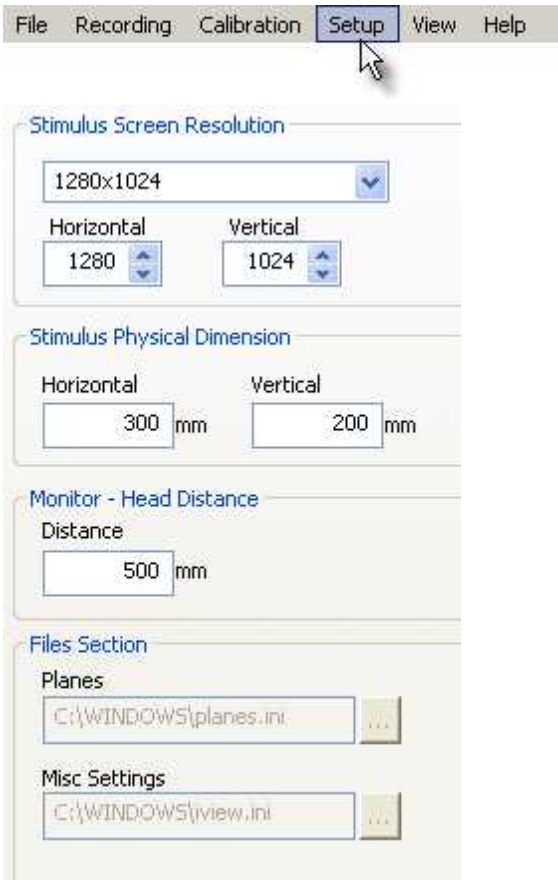 File Recording Calibration Setup View Help
Stimulus Screen Resolution
1280x1024
Horizontal Vertical
1280 1024
Stimulus Physical Dimension
Horizontal Vertical
300 mm 200 mm
Monitor - Head Distance
Distance
500 mm
Files Section
Planes
C:\WINDOWS\planes.ini ...
Misc Settings
C:\WINDOWS\iview.ini ...